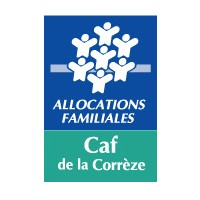 ALLOCATIONS
FAMILIALES
Caf
de la Corrèze